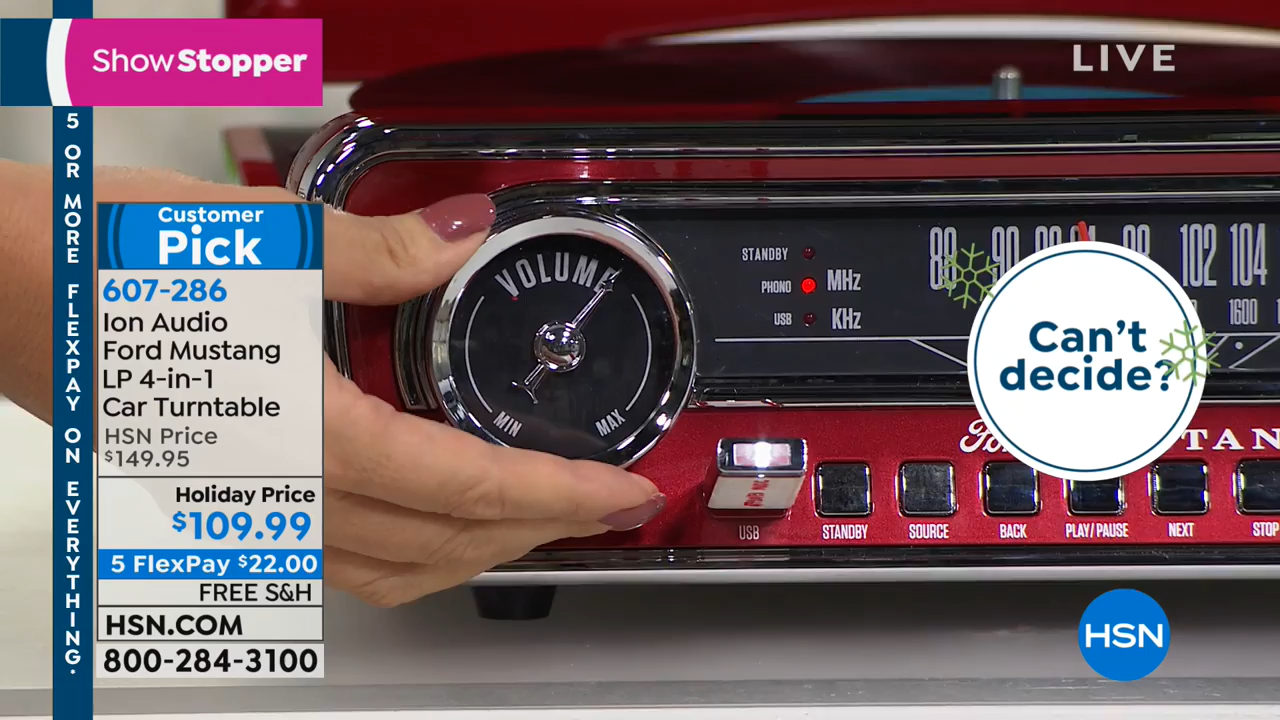 ShowStopper
LIVE
5 OR MORE FLEXPAY ON EVERYTHING.
Customer
Pick
607-286
Ion Audio
Ford Mustang
LP 4-in-1
Car Turntable
HSN Price
$149.95
Holiday Price
$109.99
5 FlexPay $22.00
FREE S&H
HSN.COM
800-284-3100
VOLUME
MIN MAX
STANDBY
PHONO MHz
USB KHz
88 90 98 102 104
1600
Can't
decide?
USB STANDBY SOURCE BACK PLAY/PAUSE NEXT STOP
HSN